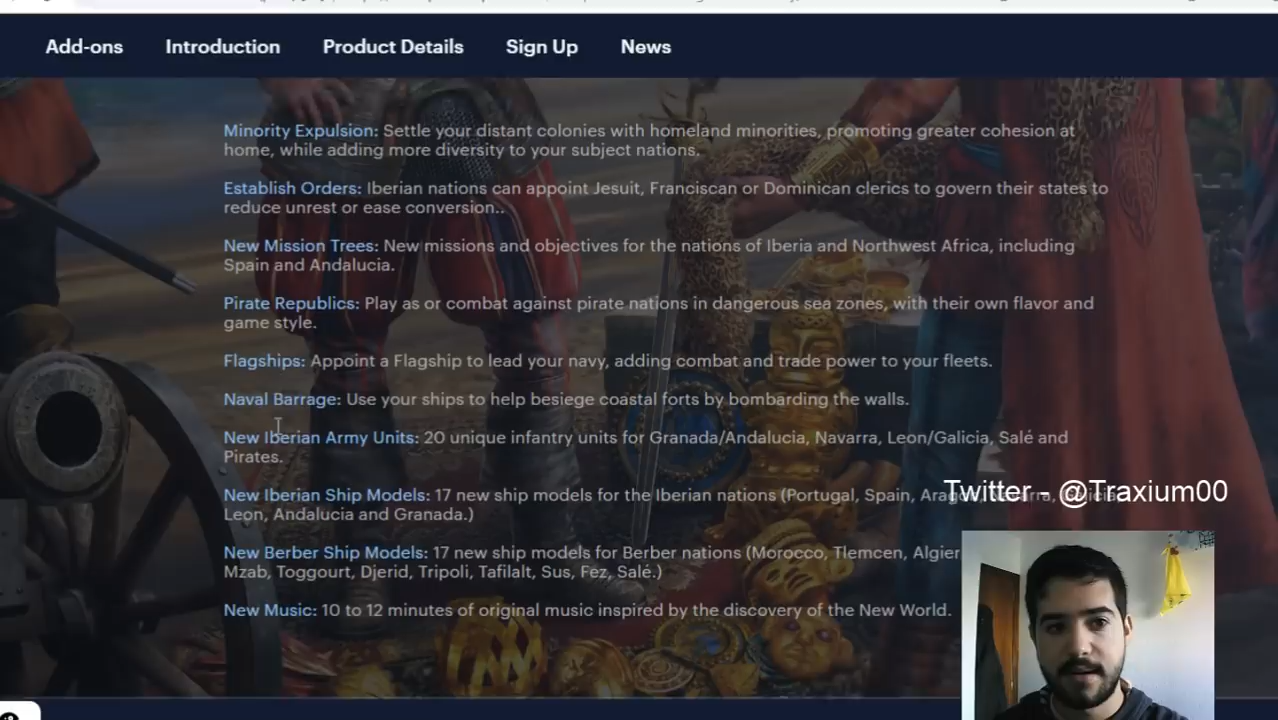 Add-ons Introduction Product Details Sign Up News
Minority Expulsion: Settle your distant colonies with homeland minorities, promoting greater cohesion at
home, while adding more diversity to your subject nations.
Establish Orders: Iberian nations can appoint Jesuit, Franciscan or Dominican clerics to govern their states to
reduce unrest or ease conversion..
New Mission Trees: New missions and objectives for the nations of Iberia and Northwest Africa, including
Spain and Andalucia.
Pirate Republics: Play as or combat against pirate nations in dangerous sea zones, with their own flavor and
game style.
Flagships: Appoint a Flagship to lead your navy, adding combat and trade power to your fleets.
Naval Barrage: Use your ships to help besiege coastal forts by bombarding the walls.
New Iberian Army Units: 20 unique infantry units for Granada/Andalucia, Navarra, Leon/Galicia, Salé and
Pirates.
New Iberian Ship Models: 17 new ship models for the Iberian nations (Portugal, Spain,
Twitter - @Traxium00
Leon, Andalucia and Granada.)
New Berber Ship Models: 17 new ship models for Berber nations (Morocco, Tlemcen, Algier
Mzab, Toggourt, Djerid, Tripoli, Tafilalt, Sus, Fez, Salé.)
New Music: 10 to 12 minutes of original music inspired by the discovery of the New World.